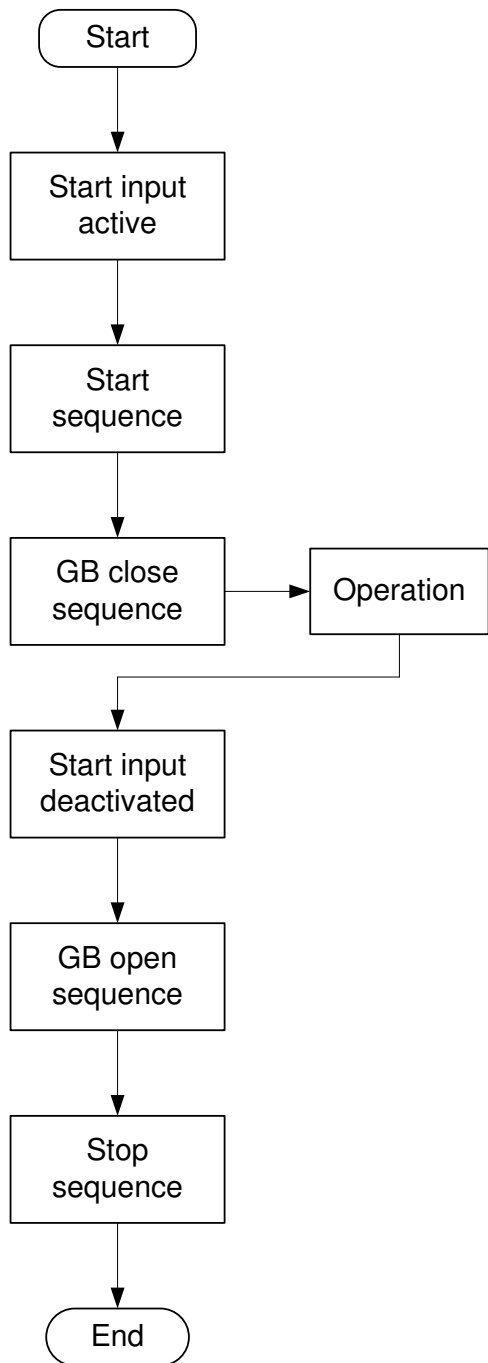 Start
Start input
active
Start
sequence
GB close
sequence
Operation
Start input
deactivated
GB open
sequence
Stop
sequence
End